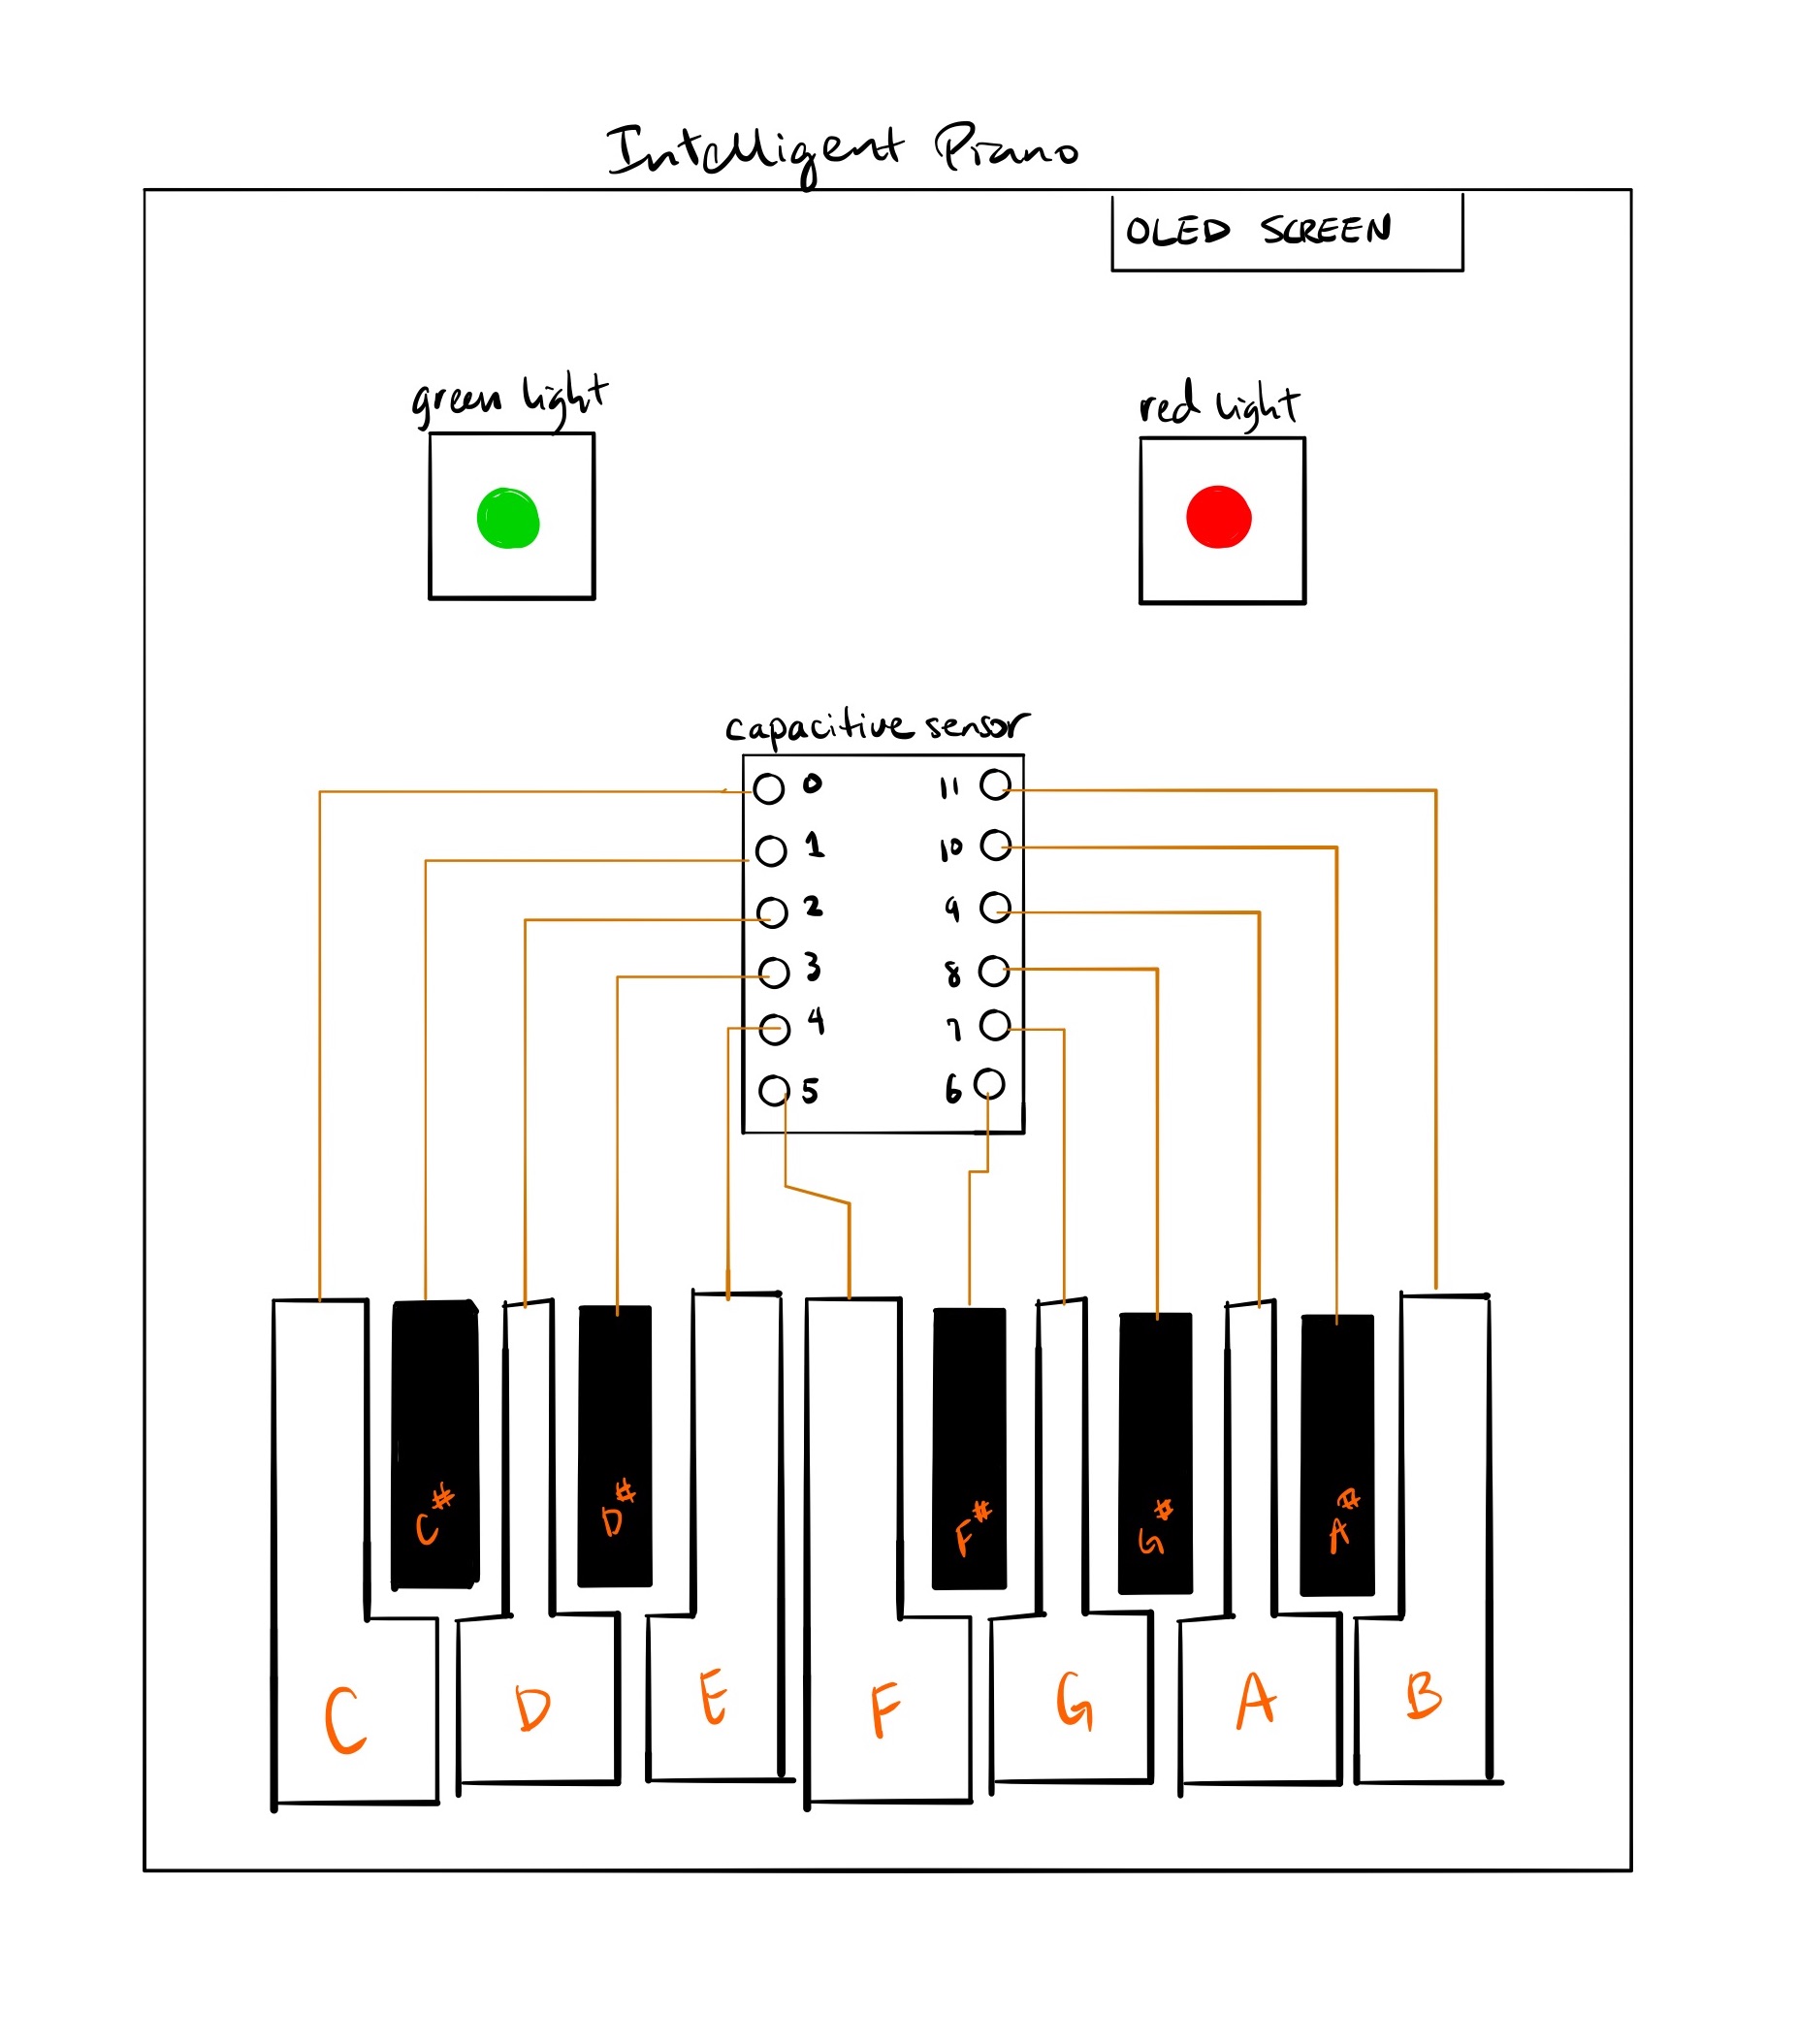 Intelligent Piano
OLED SCREEN
green light
red light
capacitive sensor
0 11
1 10
2 9
3 8
4 7
5 6
C# D# F# G# A#
C D E F G A B